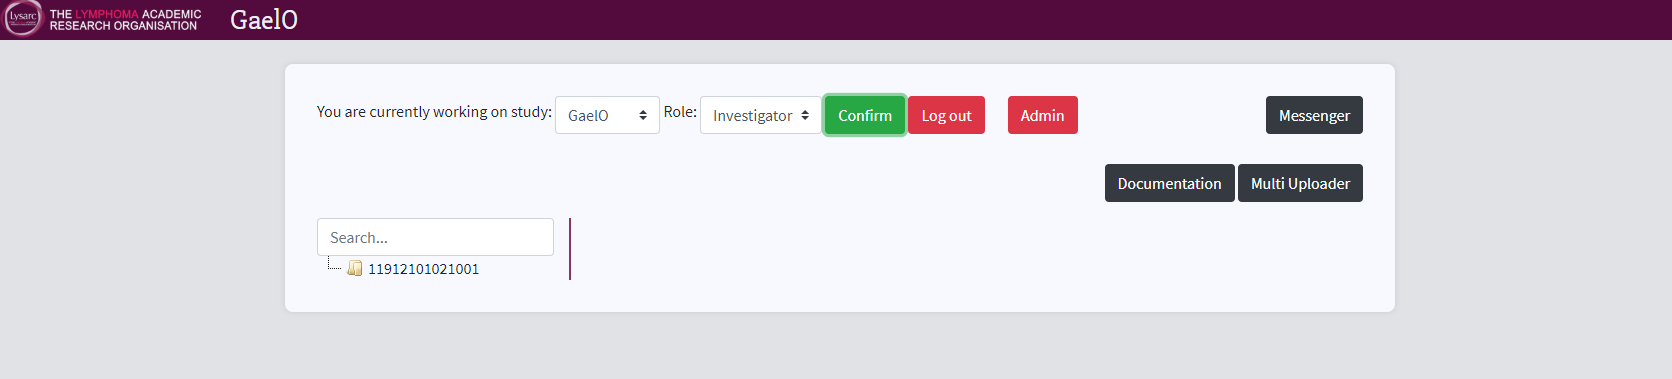 Lysarc
THE LYMPHOMA ACADEMIC
RESEARCH ORGANISATION
GaelO
You are currently working on study: GaelO Role: Investigator Confirm Log out Admin Messenger
Documentation Multi Uploader
Search...
11912101021001